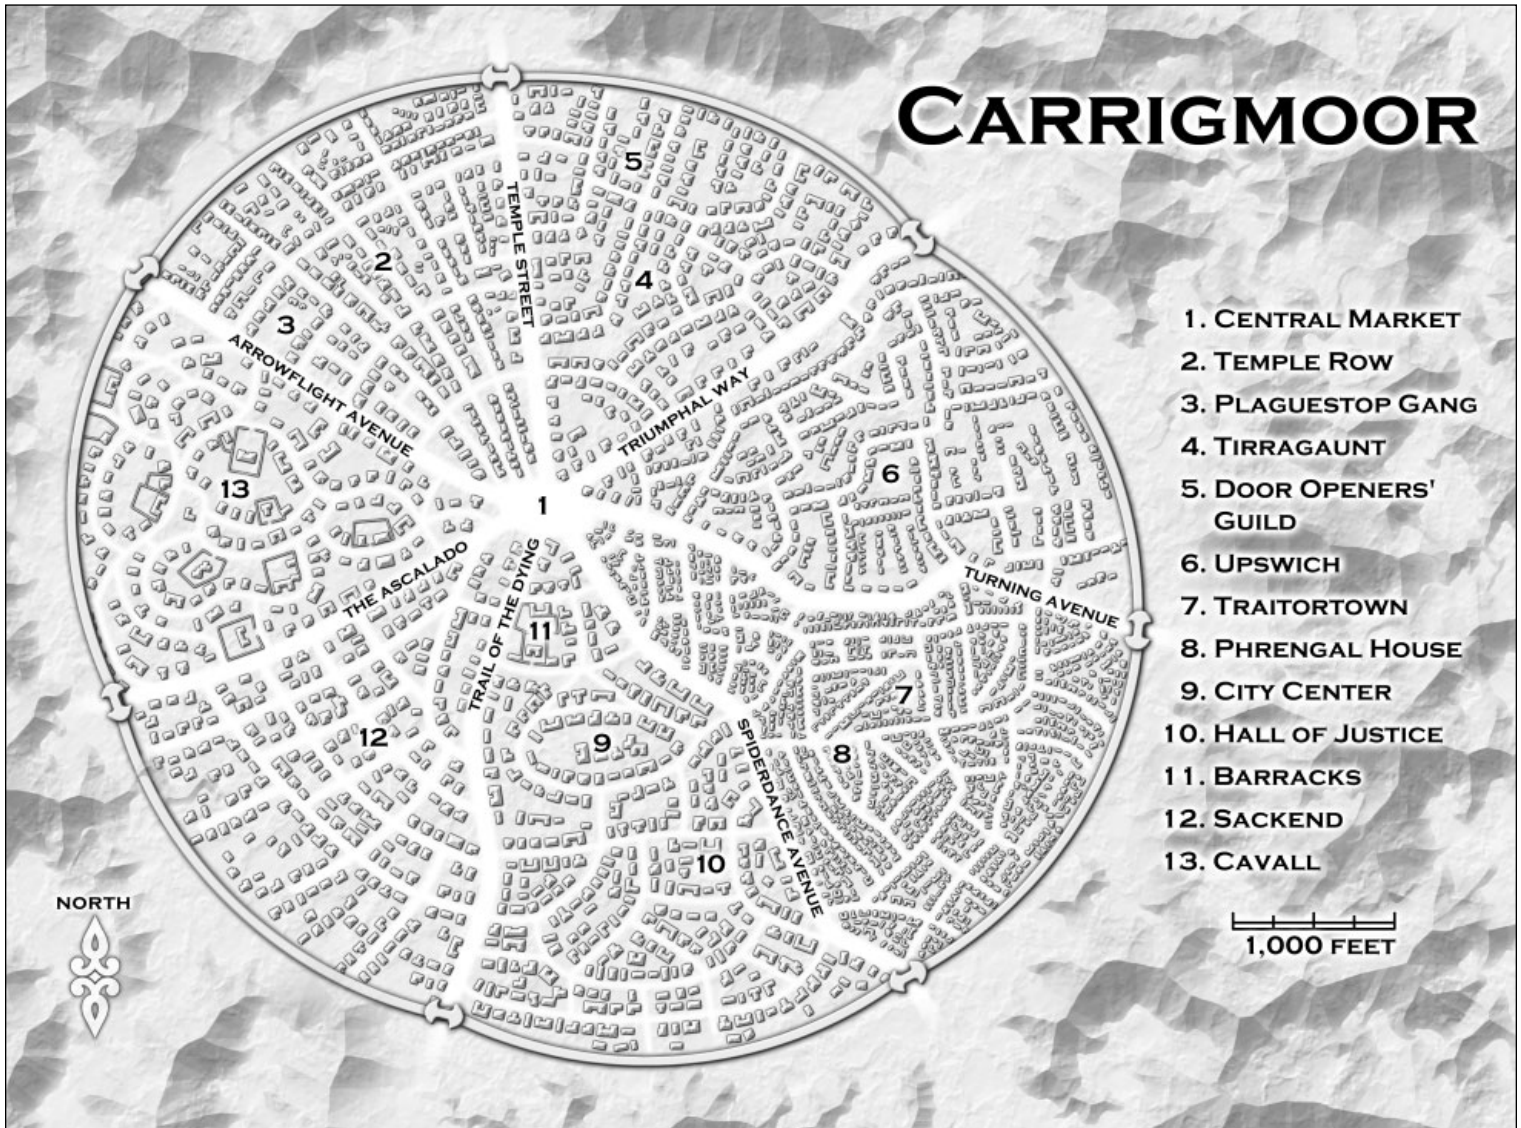 CARRIGMOOR
5
TEMPLE STREET
2
4
3
ARROWFLIGHT AVENUE
TRIUMPHAL WAY
6
13
1
THE ASCALADO
TRAIL OF THE DYING
TURNING AVENUE
11
7
12
9
8
SPIDERDANCE AVENUE
10
1. CENTRAL MARKET
2. TEMPLE ROW
3. PLAGUESTOP GANG
4. TIRRAGAUNT
5. DOOR OPENERS'
GUILD
6. UPSWICH
7. TRAITORTOWN
8. PHRENGAL HOUSE
9. CITY CENTER
10. HALL OF JUSTICE
11. BARRACKS
12. SACKEND
13. CAVALL
NORTH
1,000 FEET